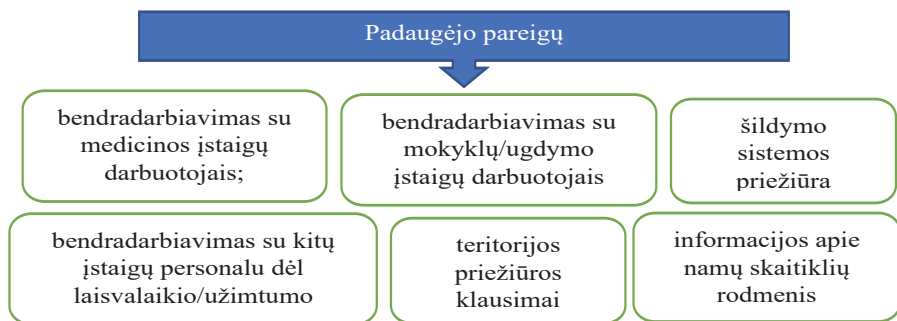 Padaugėjo pareigų
bendradarbiavimas su
medicinos įstaigų
darbuotojais;
bendradarbiavimas su
mokyklų/ugdymo
įstaigų darbuotojais
šildymo
sistemos
priežiūra
bendradarbiavimas su kitų
įstaigų personalu dėl
laisvalaikio/užimtumo
teritorijos
priežiūros
klausimai
informacijos apie
namų skaitiklių
rodmenis